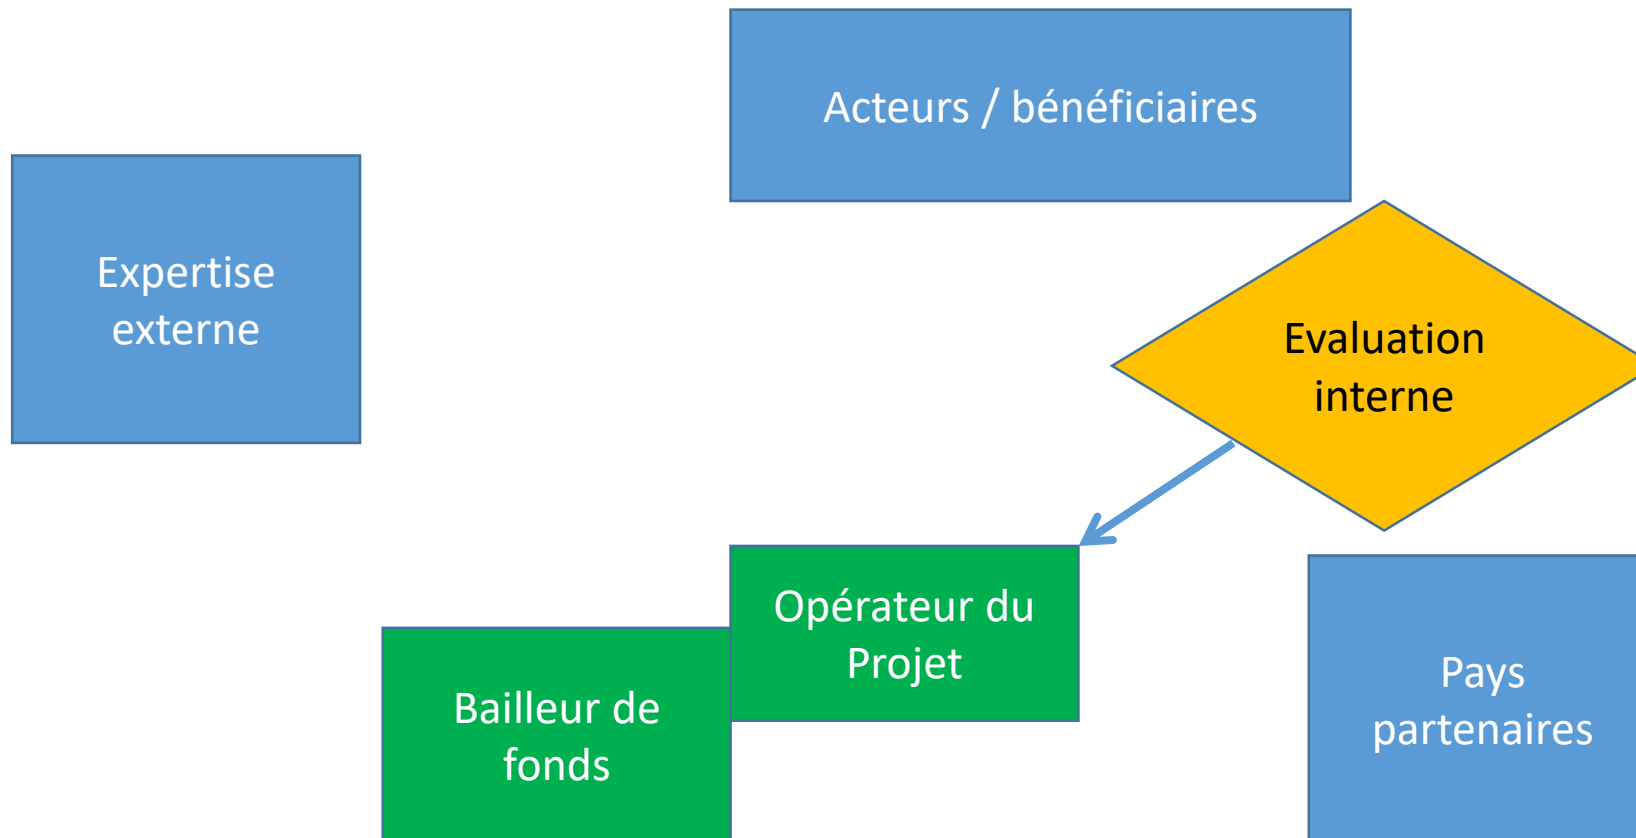 Acteurs / bénéficiaires
Expertise
externe
Evaluation
interne
Opérateur du
Projet
Bailleur de
fonds
Pays
partenaires